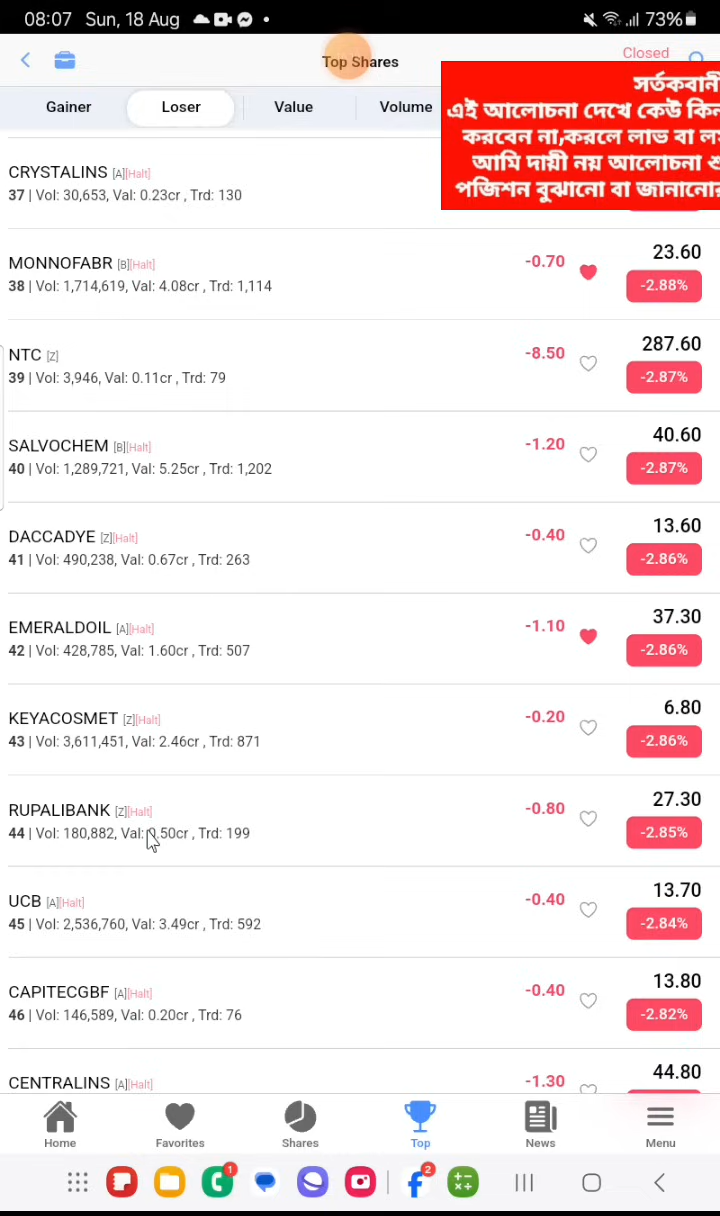 08:07 Sun, 18 Aug
73%
Top Shares
Closed
Gainer
Loser
Value
Volume
সর্তকবানী
এই আলোচনা দেখে কেউ
করবেন না,করলে লাভ বা
আমি দায়ী নয় আলোচনা
পজিশন বুঝানো বা
CRYSTALINS [A][Halt]
37 | Vol: 30,653, Val: 0.23cr , Trd: 130
MONNOFABR [B][Halt]
38 | Vol: 1,714,619, Val: 4.08cr , Trd: 1,114
-0.70
23.60
-2.88%
NTC [Z]
39 | Vol: 3,946, Val: 0.11cr , Trd: 79
-8.50
287.60
-2.87%
SALVOCHEM [B][Halt]
40 | Vol: 1,289,721, Val: 5.25cr , Trd: 1,202
-1.20
40.60
-2.87%
DACCADYE [Z][Halt]
41 | Vol: 490,238, Val: 0.67cr , Trd: 263
-0.40
13.60
-2.86%
EMERALDOIL [A][Halt]
42 | Vol: 428,785, Val: 1.60cr , Trd: 507
-1.10
37.30
-2.86%
KEYACOSMET [Z][Halt]
43 | Vol: 3,611,451, Val: 2.46cr , Trd: 871
-0.20
6.80
-2.86%
RUPALIBANK [Z][Halt]
44 | Vol: 180,882, Val: 0.50cr , Trd: 199
-0.80
27.30
-2.85%
UCB [A][Halt]
45 | Vol: 2,536,760, Val: 3.49cr , Trd: 592
-0.40
13.70
-2.84%
CAPITECGBF [A][Halt]
46 | Vol: 146,589, Val: 0.20cr , Trd: 76
-0.40
13.80
-2.82%
CENTRALINS [A][Halt]
-1.30
44.80
Home
Favorites
Shares
Top
News
Menu
1
2